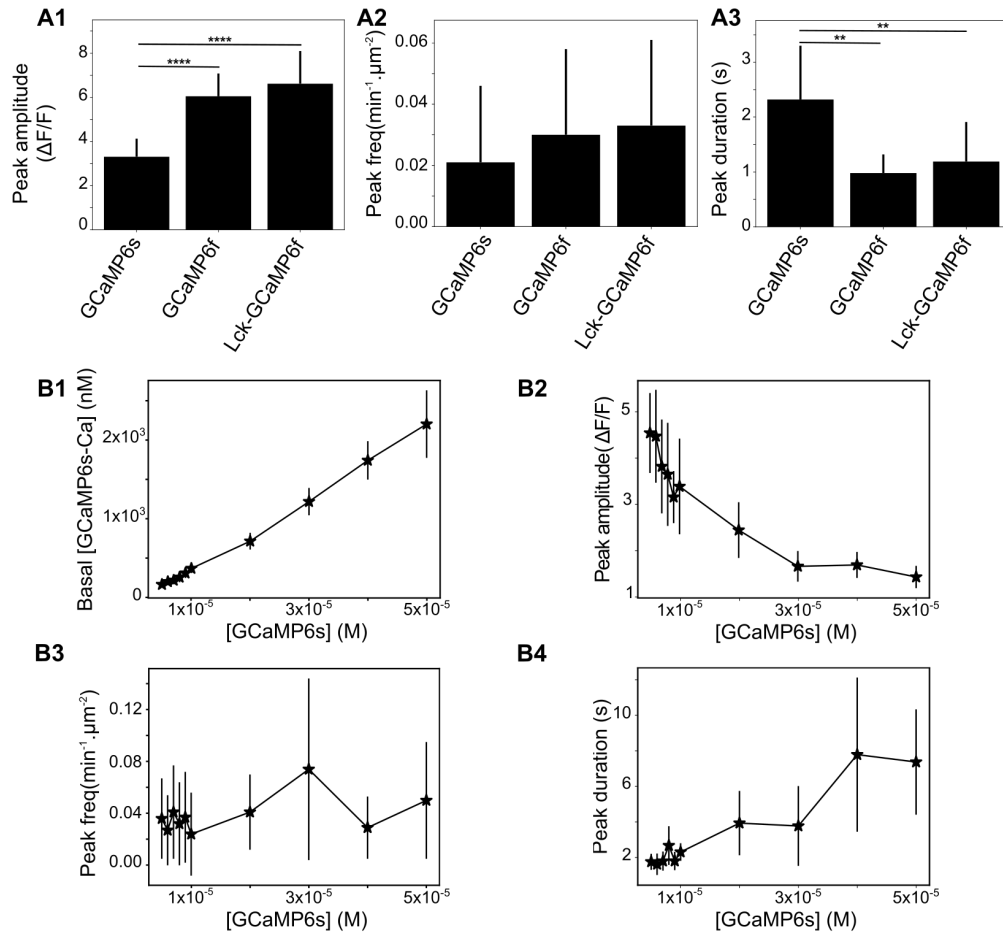 A1
Peak amplitude
(ΔF/F)
8
6
4
2
0
****
****
GCaMP6s
GCaMP6f
Lck-GCaMP6f
A2
Peak freq(min⁻¹.µm⁻²)
0.06
0.04
0.02
0.00
GCaMP6s
GCaMP6f
Lck-GCaMP6f
A3
Peak duration (s)
3
2
1
0
**
**
GCaMP6s
GCaMP6f
Lck-GCaMP6f
B1
Basal [GCaMP6s-Ca] (nM)
2x10³
1x10³
0
1x10⁻⁵
3x10⁻⁵
5x10⁻⁵
[GCaMP6s] (M)
B2
Peak amplitude(ΔF/F)
5
3
1
1x10⁻⁵
3x10⁻⁵
5x10⁻⁵
[GCaMP6s] (M)
B3
Peak freq(min⁻¹.µm⁻²)
0.12
0.08
0.04
0.00
1x10⁻⁵
3x10⁻⁵
5x10⁻⁵
[GCaMP6s] (M)
B4
Peak duration (s)
10
6
2
1x10⁻⁵
3x10⁻⁵
5x10⁻⁵
[GCaMP6s] (M)